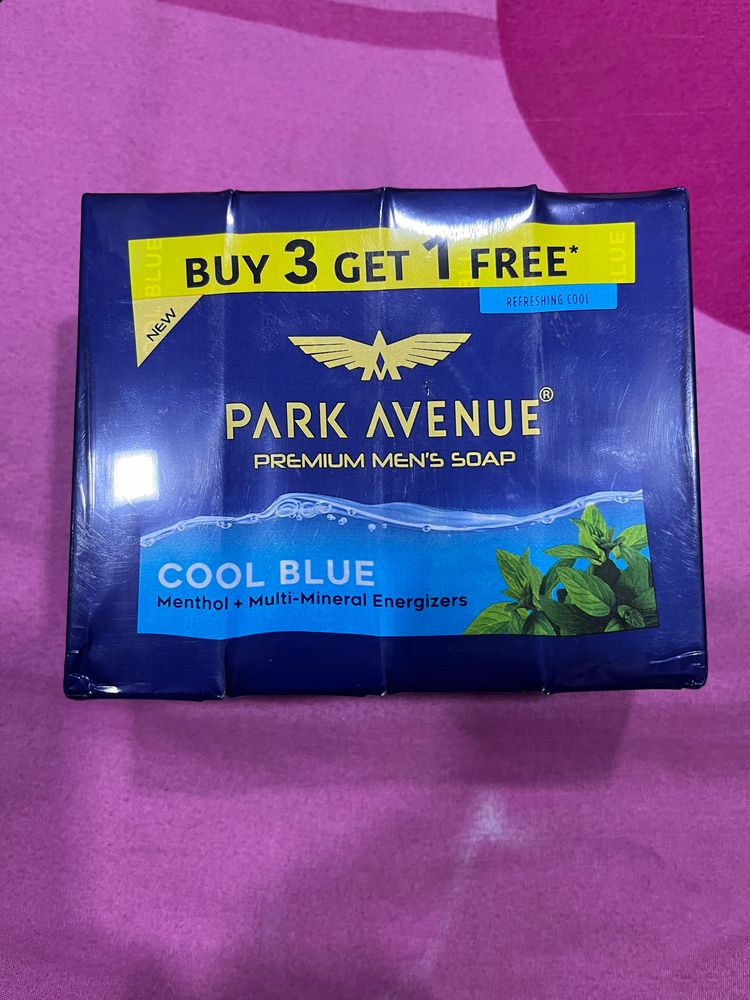 BUY 3 GET 1 FREE*
BLUE
BLUE
REFRESHING COOL
NEW
PARK AVENUE®
PREMIUM MEN'S SOAP
COOL BLUE
Menthol + Multi-Mineral Energizers